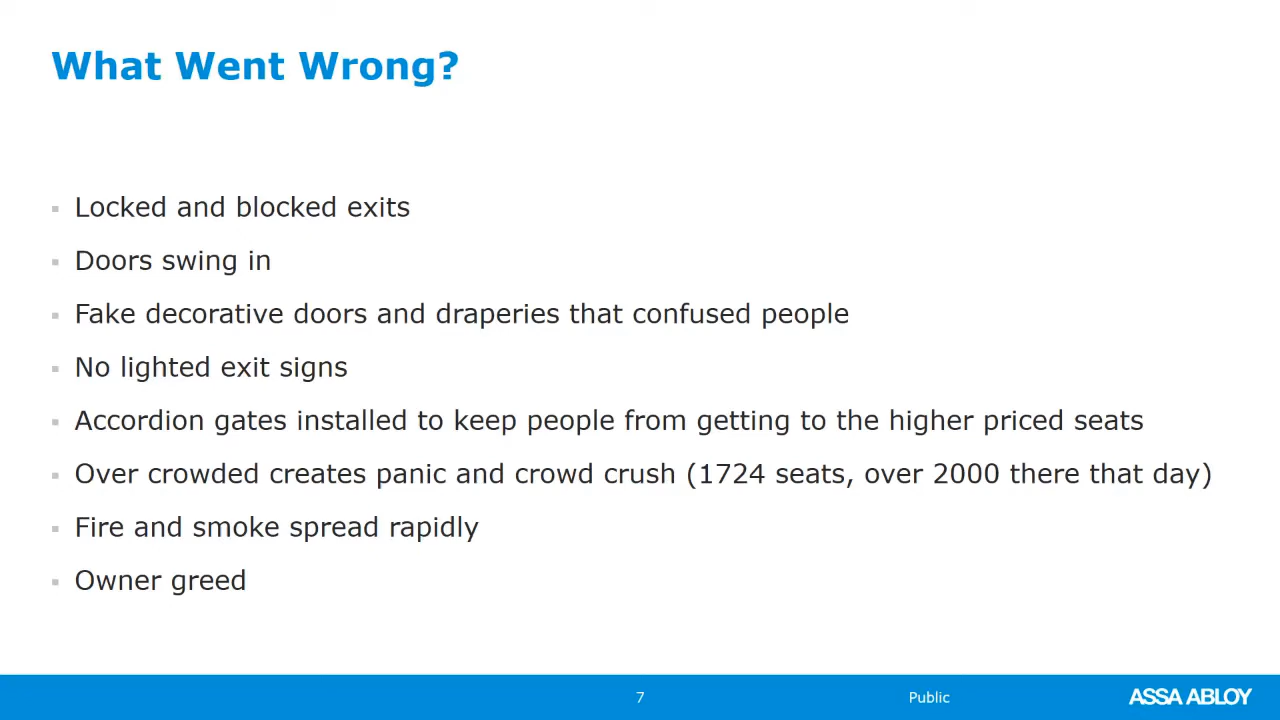 What Went Wrong?
Locked and blocked exits
Doors swing in
Fake decorative doors and draperies that confused people
No lighted exit signs
Accordion gates installed to keep people from getting to the higher priced seats
Over crowded creates panic and crowd crush (1724 seats, over 2000 there that day)
Fire and smoke spread rapidly
Owner greed
7
Public
ASSA ABLOY